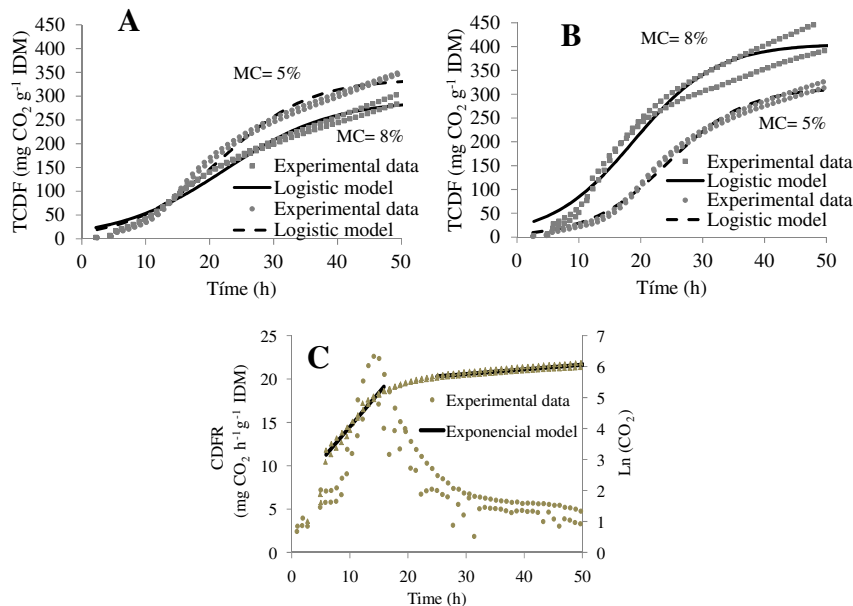 A
TCDF (mg CO₂ g⁻¹ IDM)
450
400
350
300
250
200
150
100
50
0
MC= 5%
MC= 8%
Experimental data
Logistic model
Experimental data
Logistic model
0 10 20 30 40 50
Tíme (h)
B
TCDF (mg CO₂ g⁻¹ IDM)
450
400
350
300
250
200
150
100
50
0
MC= 8%
MC= 5%
Experimental data
Logistic model
Experimental data
Logistic model
0 10 20 30 40 50
Tíme (h)
C
CDFR
(mg CO₂ h⁻¹g⁻¹ IDM)
25
20
15
10
5
0
Experimental data
Exponencial model
7
6
5
4
3
2
1
0
Ln (CO₂)
0 10 20 30 40 50
Time (h)